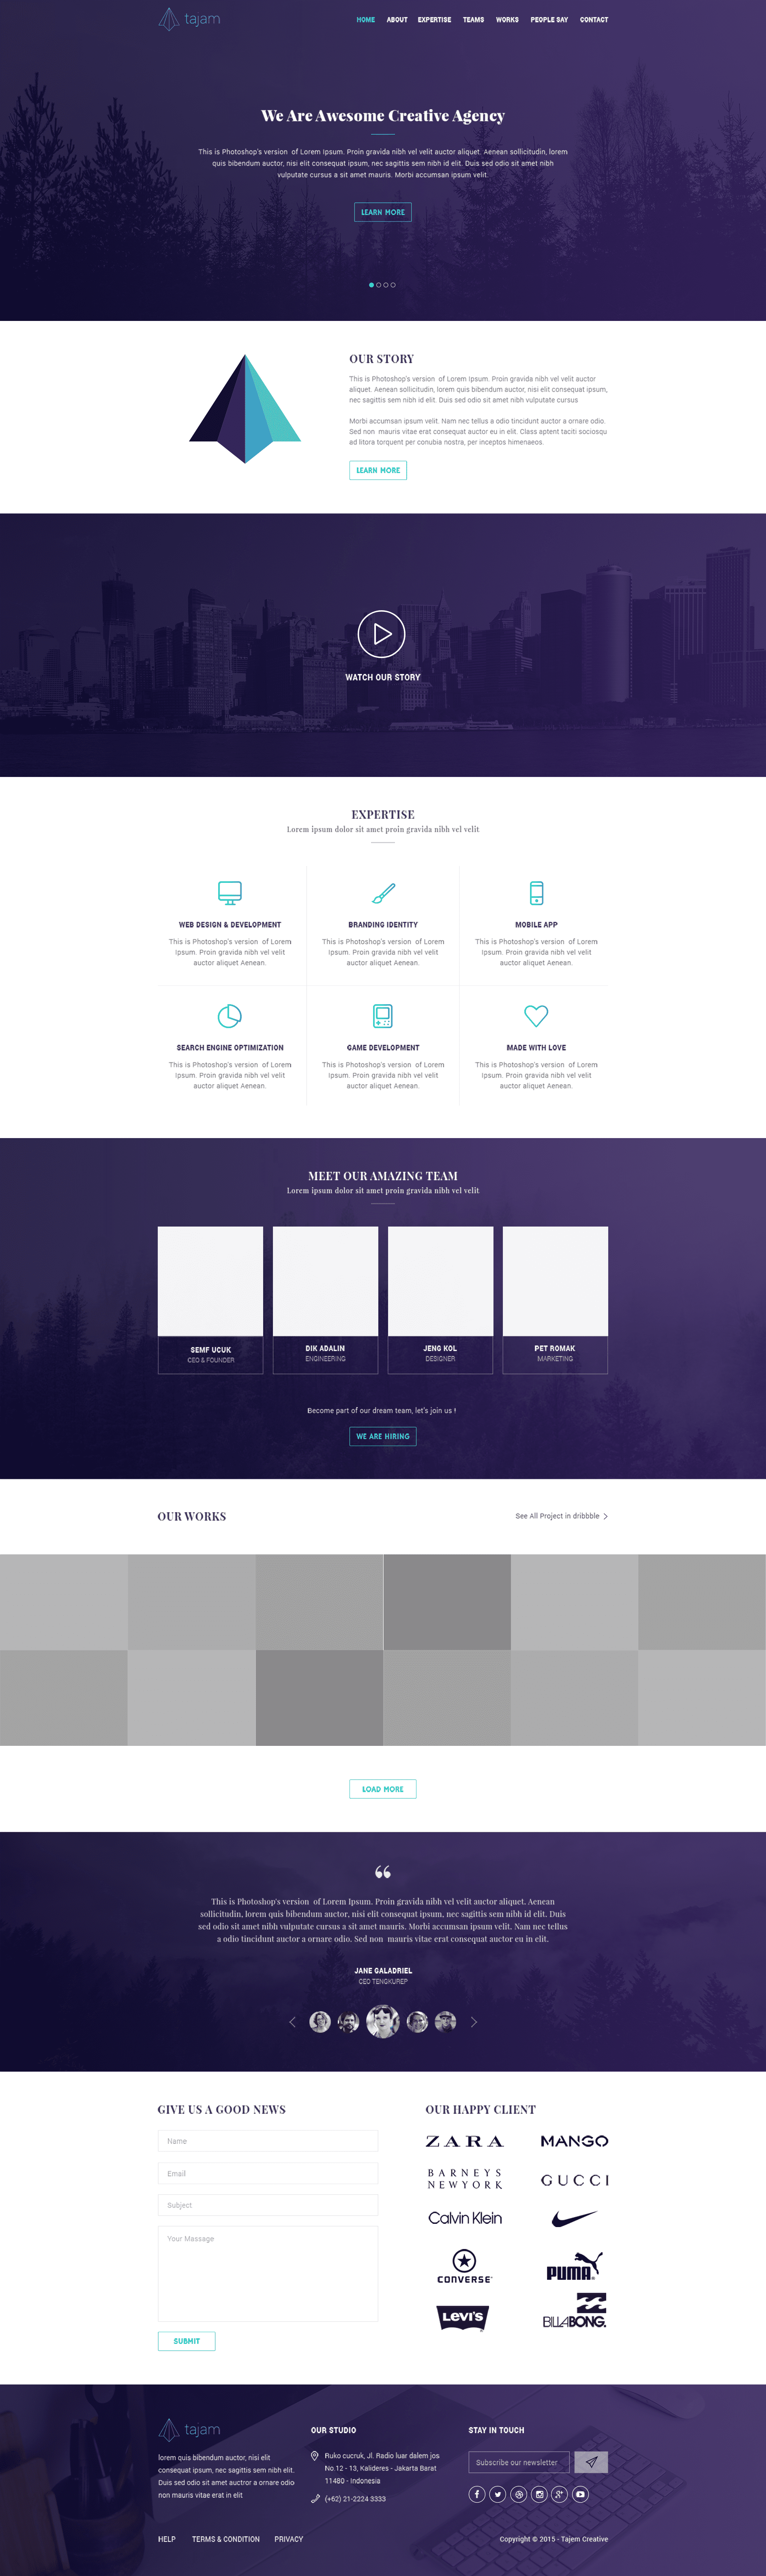 tajam
HOME ABOUT EXPERTISE TEAMS WORKS PEOPLE SAY CONTACT
We Are Awesome Creative Agency
This is Photoshop's version of Lorem Ipsum. Proin gravida nibh vel velit auctor aliquet. Aenean sollicitudin, lorem
quis bibendum auctor, nisi elit consequat ipsum, nec sagittis sem nibh id elit. Duis sed odio sit amet nibh
vulputate cursus a sit amet mauris. Morbi accumsan ipsum velit.
LEARN MORE
OUR STORY
This is Photoshop's version of Lorem Ipsum. Proin gravida nibh vel velit auctor
aliquet. Aenean sollicitudin, lorem quis bibendum auctor, nisi elit consequat ipsum,
nec sagittis sem nibh id elit. Duis sed odio sit amet nibh vulputate cursus
Morbi accumsan ipsum velit. Nam nec tellus a odio tincidunt auctor a ornare odio.
Sed non mauris vitae erat consequat auctor eu in elit. Class aptent taciti sociosqu
ad litora torquent per conubia nostra, per inceptos himenaeos.
LEARN MORE
WATCH OUR STORY
EXPERTISE
Lorem ipsum dolor sit amet proin gravida nibh vel velit
WEB DESIGN & DEVELOPMENT
This is Photoshop's version of Lorem
Ipsum. Proin gravida nibh vel velit
auctor aliquet Aenean.
BRANDING IDENTITY
This is Photoshop's version of Lorem
Ipsum. Proin gravida nibh vel velit
auctor aliquet Aenean.
MOBILE APP
This is Photoshop's version of Lorem
Ipsum. Proin gravida nibh vel velit
auctor aliquet Aenean.
SEARCH ENGINE OPTIMIZATION
This is Photoshop's version of Lorem
Ipsum. Proin gravida nibh vel velit
auctor aliquet Aenean.
GAME DEVELOPMENT
This is Photoshop's version of Lorem
Ipsum. Proin gravida nibh vel velit
auctor aliquet Aenean.
MADE WITH LOVE
This is Photoshop's version of Lorem
Ipsum. Proin gravida nibh vel velit
auctor aliquet Aenean.
MEET OUR AMAZING TEAM
Lorem ipsum dolor sit amet proin gravida nibh vel velit
SEMF UCUK
CEO & FOUNDER
DIK ADALIN
ENGINEERING
JENG KOL
DESIGNER
PET ROMAK
MARKETING
Become part of our dream team, let's join us !
WE ARE HIRING
OUR WORKS
See All Project in dribbble
LOAD MORE
This is Photoshop's version of Lorem Ipsum. Proin gravida nibh vel velit auctor aliquet. Aenean
sollicitudin, lorem quis bibendum auctor, nisi elit consequat ipsum, nec sagittis sem nibh id elit. Duis
sed odio sit amet nibh vulputate cursus a sit amet mauris. Morbi accumsan ipsum velit. Nam nec tellus
a odio tincidunt auctor a ornare odio. Sed non mauris vitae erat consequat auctor eu in elit.
JANE GALADRIEL
CEO TENGKUREP
GIVE US A GOOD NEWS
Name
Email
Subject
Your Massage
SUBMIT
OUR HAPPY CLIENT
ZARA
MANGO
BARNEYS
NEWYORK
GUCCI
Calvin Klein
CONVERSE
PUMA
LEVI'S
BILLABONG
tajam
lorem quis bibendum auctor, nisi elit
consequat ipsum, nec sagittis sem nibh elit.
Duis sed odio sit amet auctror a ornare odio
non mauris vitae erat in elit
OUR STUDIO
Ruko cucruk, Jl. Radio luar dalem jos
No.12 - 13, Kalideres - Jakarta Barat
11480 - Indonesia
(+62) 21-2224 3333
STAY IN TOUCH
Subscribe our newsletter
HELP TERMS & CONDITION PRIVACY
Copyright © 2015 - Tajem Creative